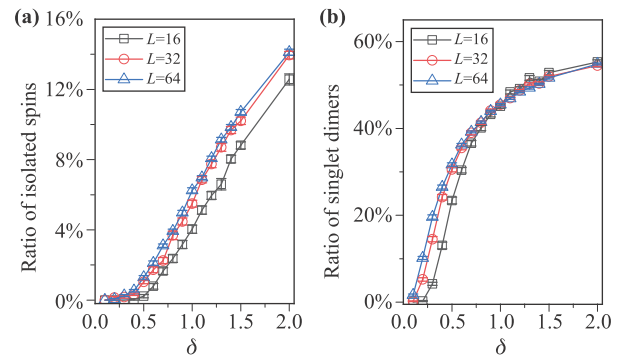 (a)
16%
12%
8%
4%
0%
Ratio of isolated spins
L=16
L=32
L=64
0.0 0.5 1.0 1.5 2.0
δ
(b)
60%
40%
20%
0%
Ratio of singlet dimers
L=16
L=32
L=64
0.0 0.5 1.0 1.5 2.0
δ